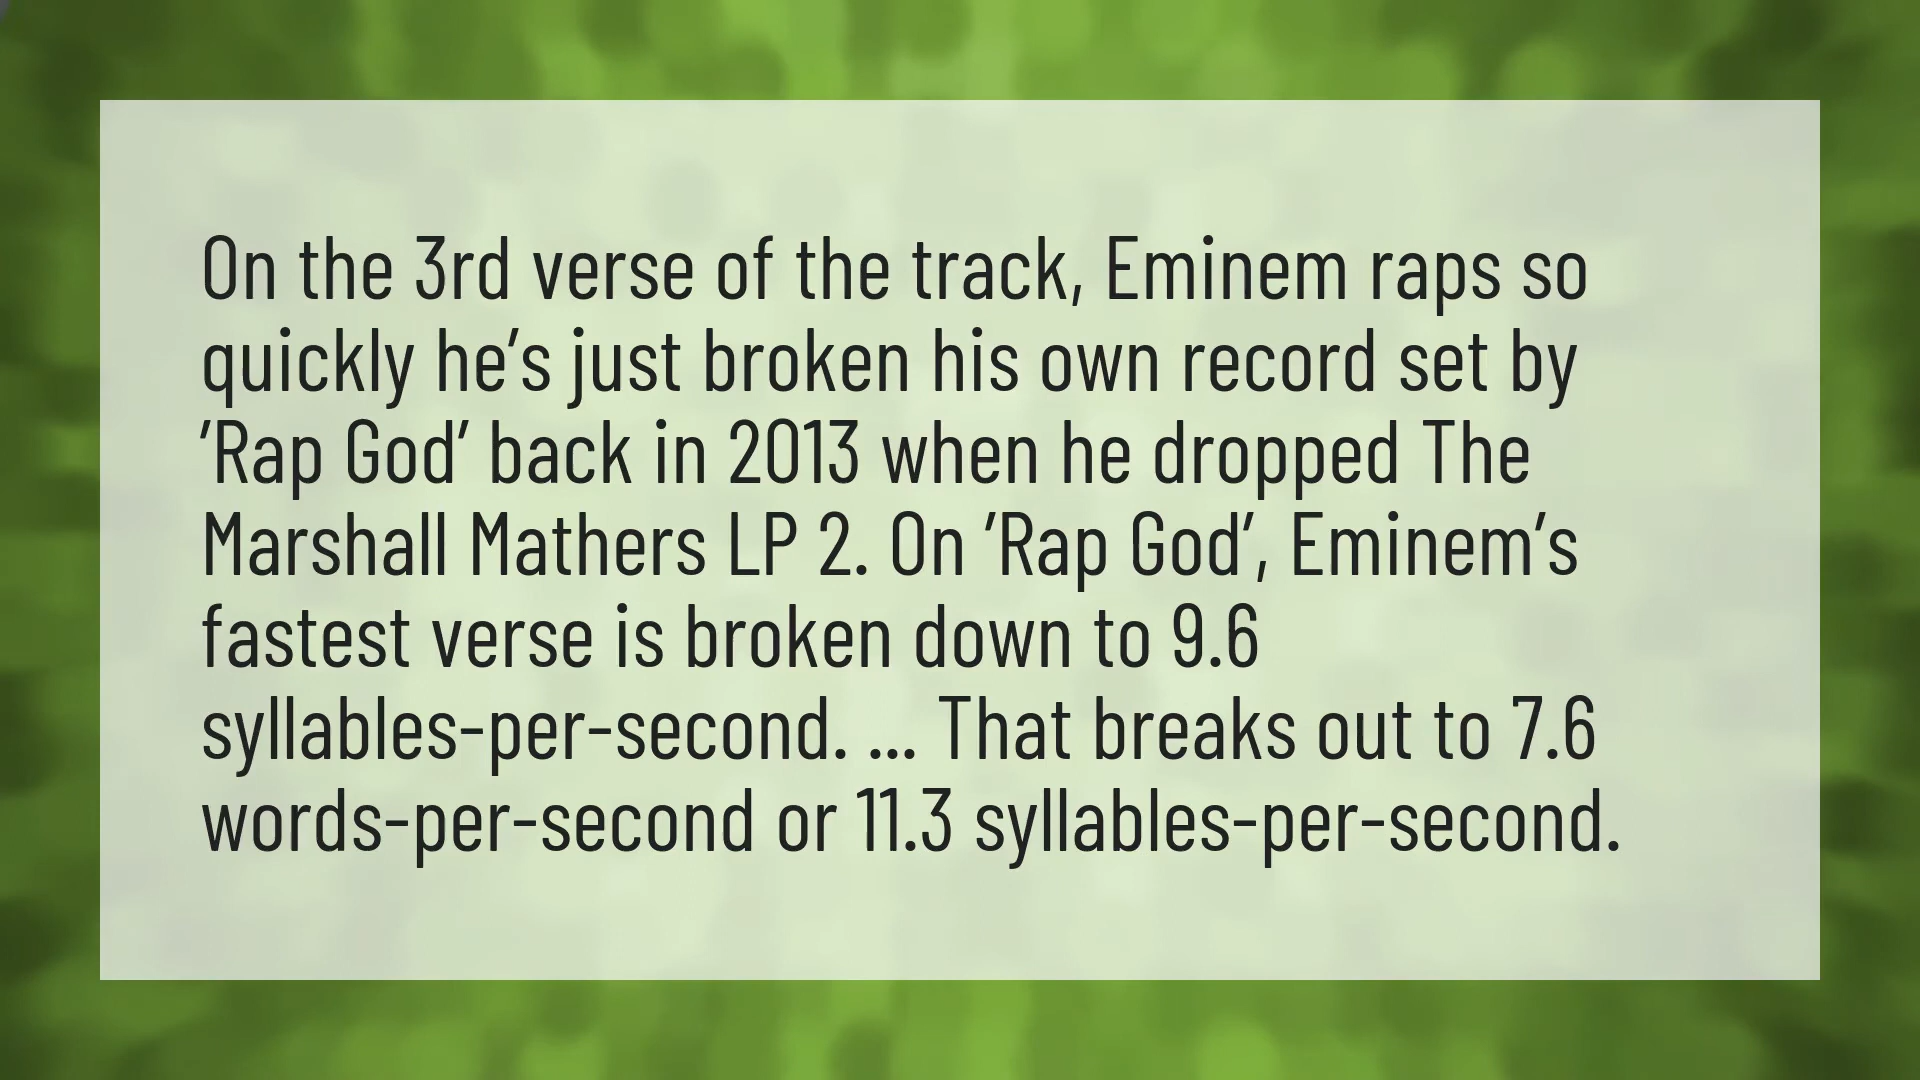 On the 3rd verse of the track, Eminem raps so
quickly he's just broken his own record set by
'Rap God' back in 2013 when he dropped The
Marshall Mathers LP 2. On 'Rap God', Eminem's
fastest verse is broken down to 9.6
syllables-per-second. ... That breaks out to 7.6
words-per-second or 11.3 syllables-per-second.